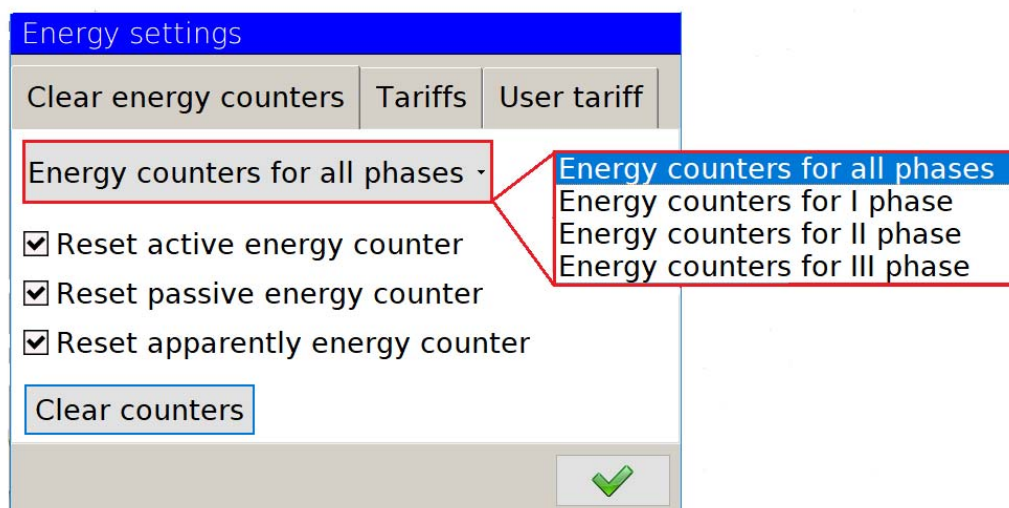 Energy settings
Clear energy counters
Tariffs
User tariff
Energy counters for all phases
Energy counters for all phases
Energy counters for I phase
Energy counters for II phase
Energy counters for III phase
Reset active energy counter
Reset passive energy counter
Reset apparently energy counter
Clear counters